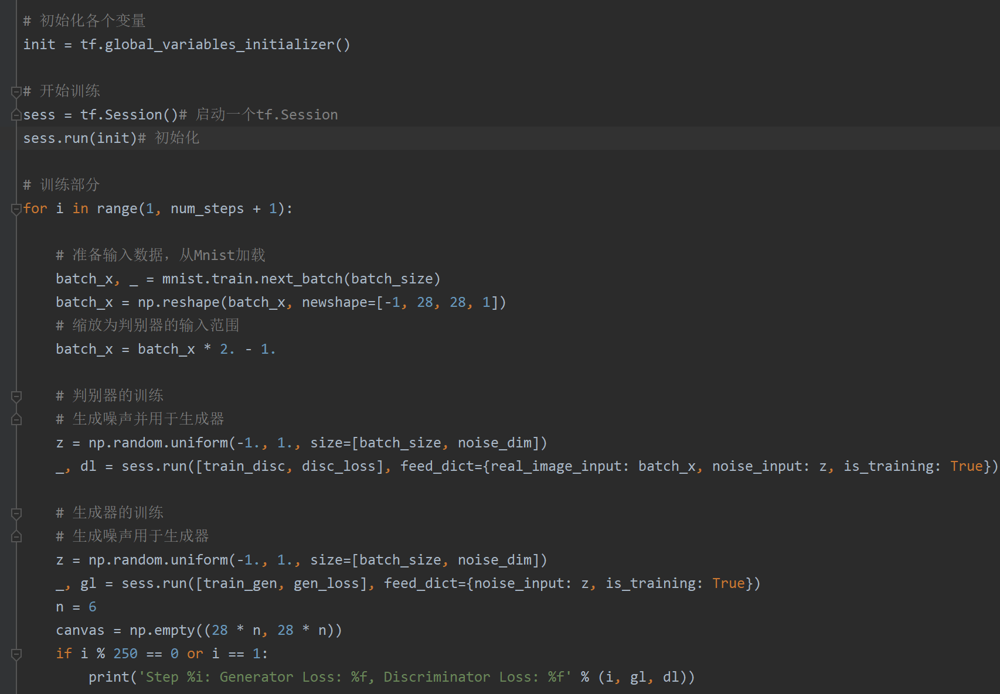 # 初始化各个变量
init = tf.global_variables_initializer()
# 开始训练
sess = tf.Session()# 启动一个tf.Session
sess.run(init)# 初始化
# 训练部分
for i in range(1, num_steps + 1):
# 准备输入数据，从Mnist加载
batch_x, _ = mnist.train.next_batch(batch_size)
batch_x = np.reshape(batch_x, newshape=[-1, 28, 28, 1])
# 缩放为判别器的输入范围
batch_x = batch_x * 2. - 1.
# 判别器的训练
# 生成噪声并用于生成器
z = np.random.uniform(-1., 1., size=[batch_size, noise_dim])
_, dl = sess.run([train_disc, disc_loss], feed_dict={real_image_input: batch_x, noise_input: z, is_training: True})
# 生成器的训练
# 生成噪声用于生成器
z = np.random.uniform(-1., 1., size=[batch_size, noise_dim])
_, gl = sess.run([train_gen, gen_loss], feed_dict={noise_input: z, is_training: True})
n = 6
canvas = np.empty((28 * n, 28 * n))
if i % 250 == 0 or i == 1:
print('Step %i: Generator Loss: %f, Discriminator Loss: %f' % (i, gl, dl))